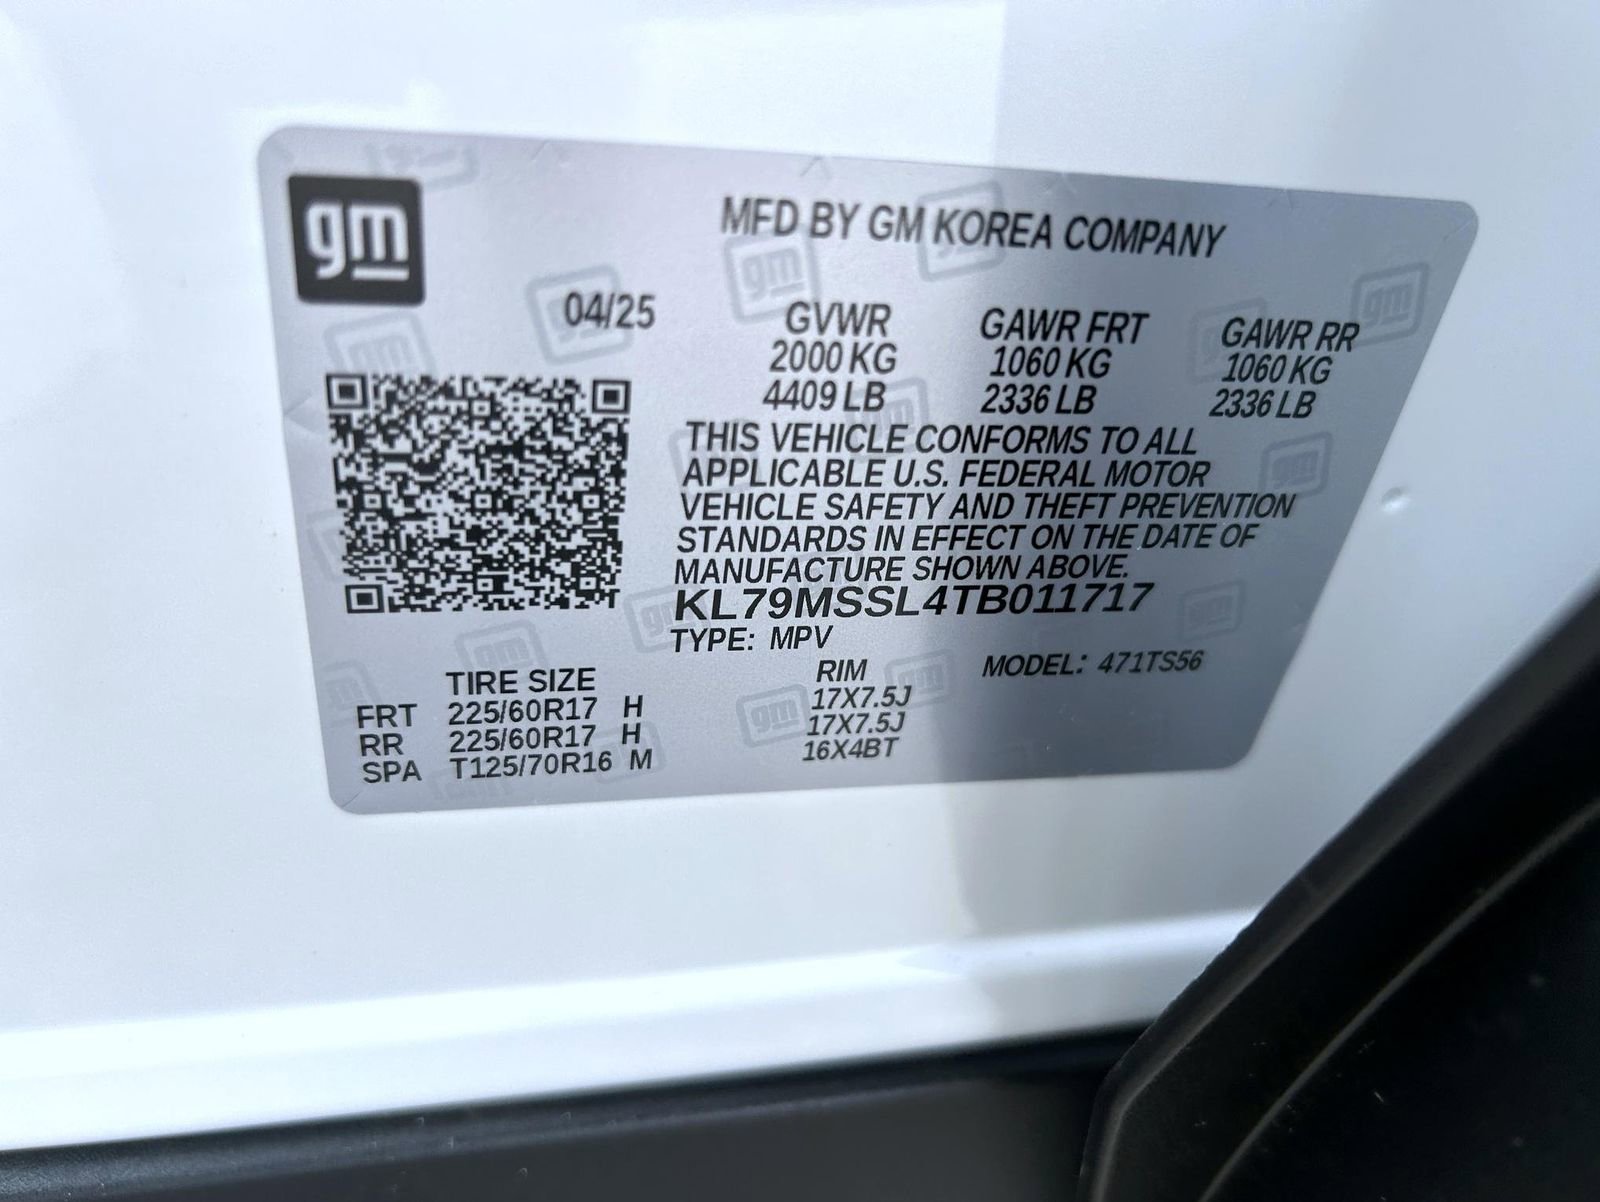 gm
MFD BY GM KOREA COMPANY
04/25 GVWR GAWR FRT GAWR RR
2000 KG 1060 KG 1060 KG
4409 LB 2336 LB 2336 LB
THIS VEHICLE CONFORMS TO ALL
APPLICABLE U.S. FEDERAL MOTOR
VEHICLE SAFETY AND THEFT PREVENTION
STANDARDS IN EFFECT ON THE DATE OF
MANUFACTURE SHOWN ABOVE.
KL79MSSL4TB011717
TYPE: MPV
TIRE SIZE RIM MODEL: 471TS56
FRT 225/60R17 H 17X7.5J
RR 225/60R17 H 17X7.5J
SPA T125/70R16 M 16X4BT